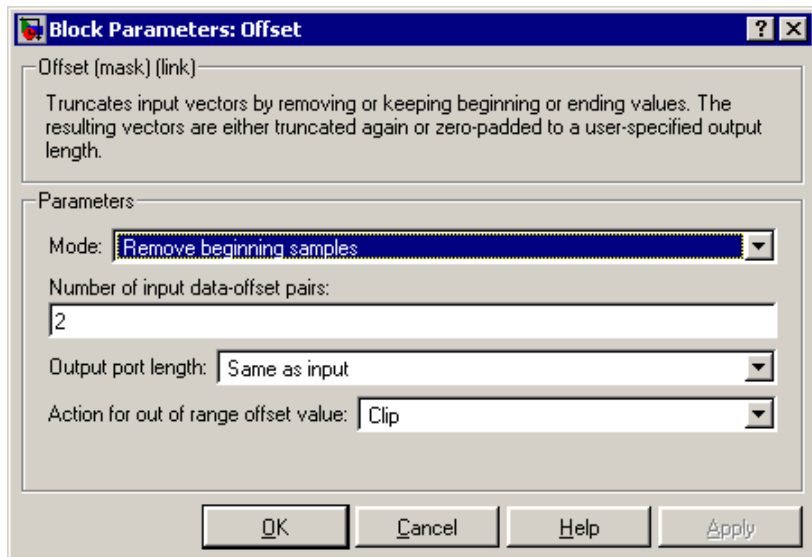 Block Parameters: Offset
Offset (mask) (link)
Truncates input vectors by removing or keeping beginning or ending values. The
resulting vectors are either truncated again or zero-padded to a user-specified output
length.
Parameters
Mode: Remove beginning samples
Number of input data-offset pairs:
2
Output port length: Same as input
Action for out of range offset value: Clip
OK Cancel Help Apply